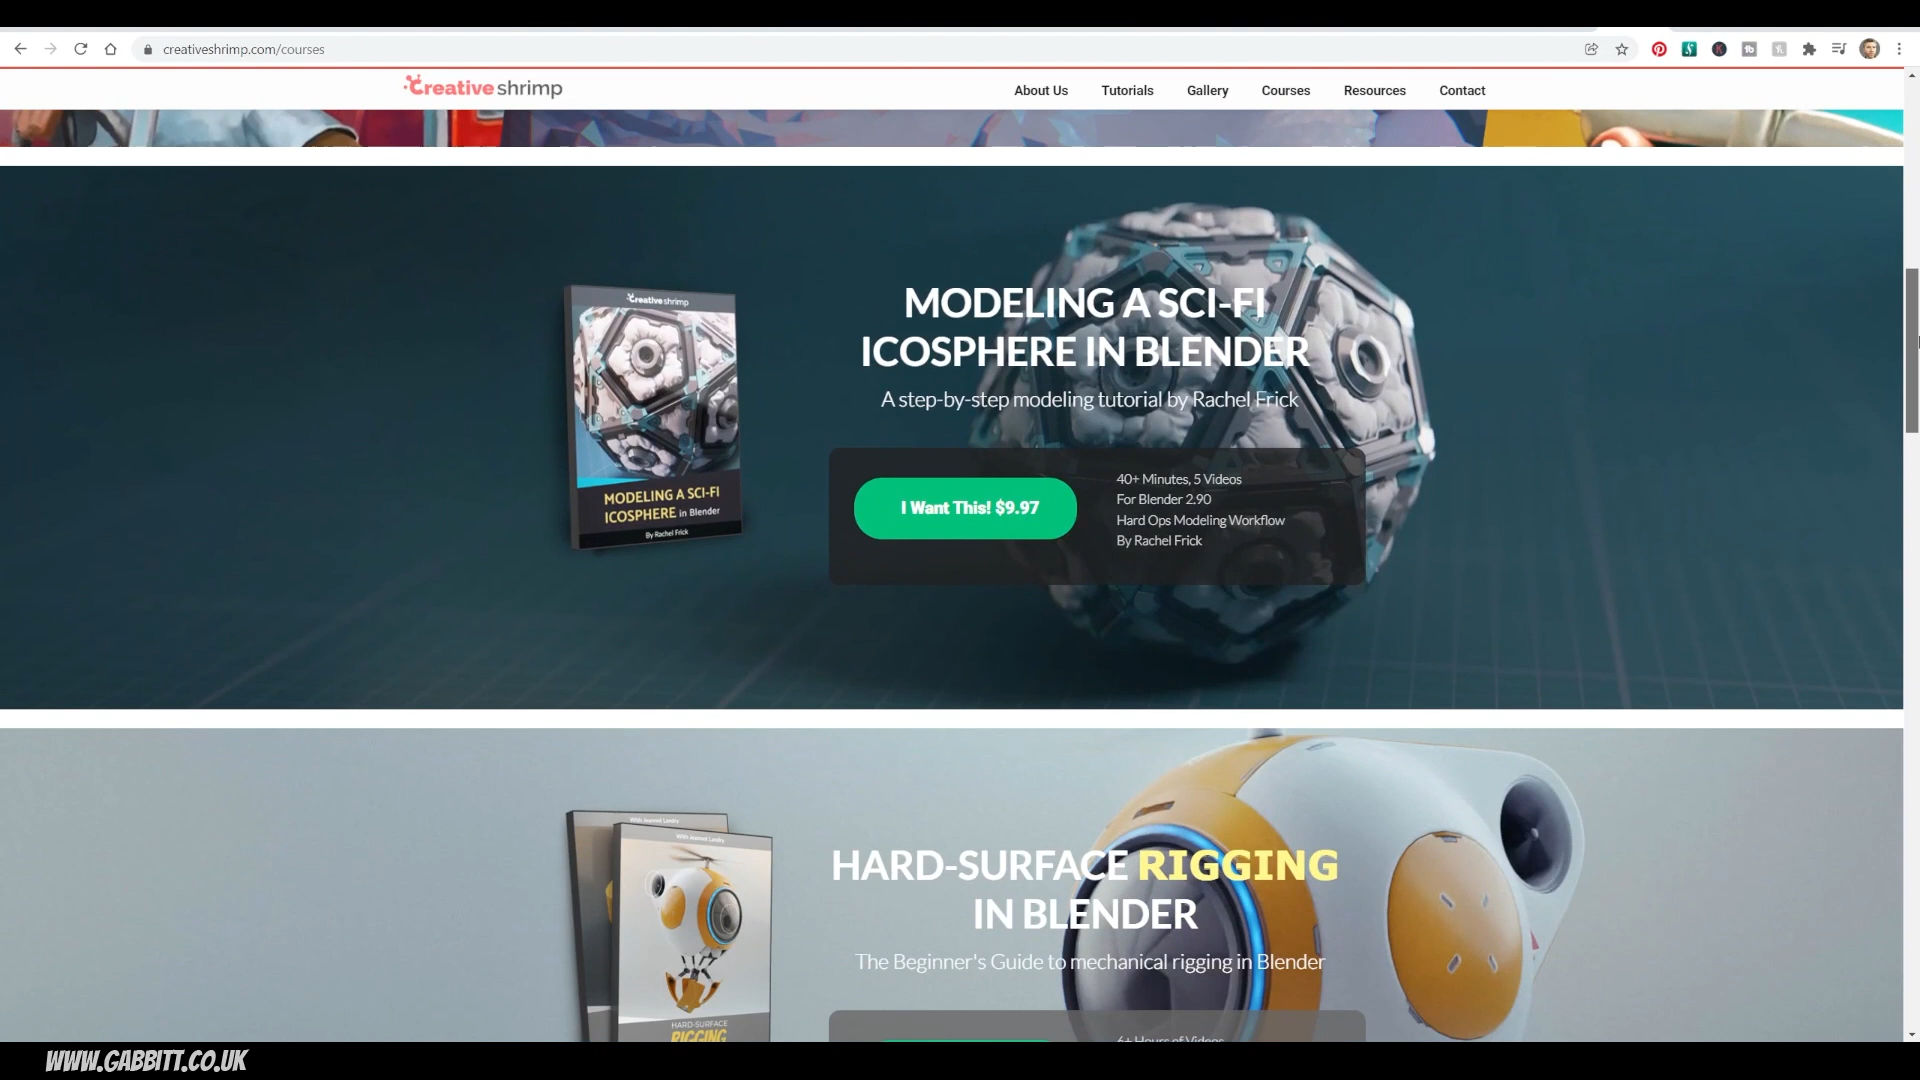 creativeshrimp.com/courses
Creative shrimp
About Us
Tutorials
Gallery
Courses
Resources
Contact
Creative shrimp
MODELING A SCI-FI
ICOSPHERE in Blender
By Rachel Frick
MODELING A SCI-FI
ICOSPHERE IN BLENDER
A step-by-step modeling tutorial by Rachel Frick
I Want This! $9.97
40+ Minutes, 5 Videos
For Blender 2.90
Hard Ops Modeling Workflow
By Rachel Frick
With Jeannot Landry
With Jeannot Landry
HARD-SURFACE
RIGGING
HARD-SURFACE RIGGING
IN BLENDER
The Beginner's Guide to mechanical rigging in Blender
6+ Hours of Videos
WWW.GABBITT.CO.UK